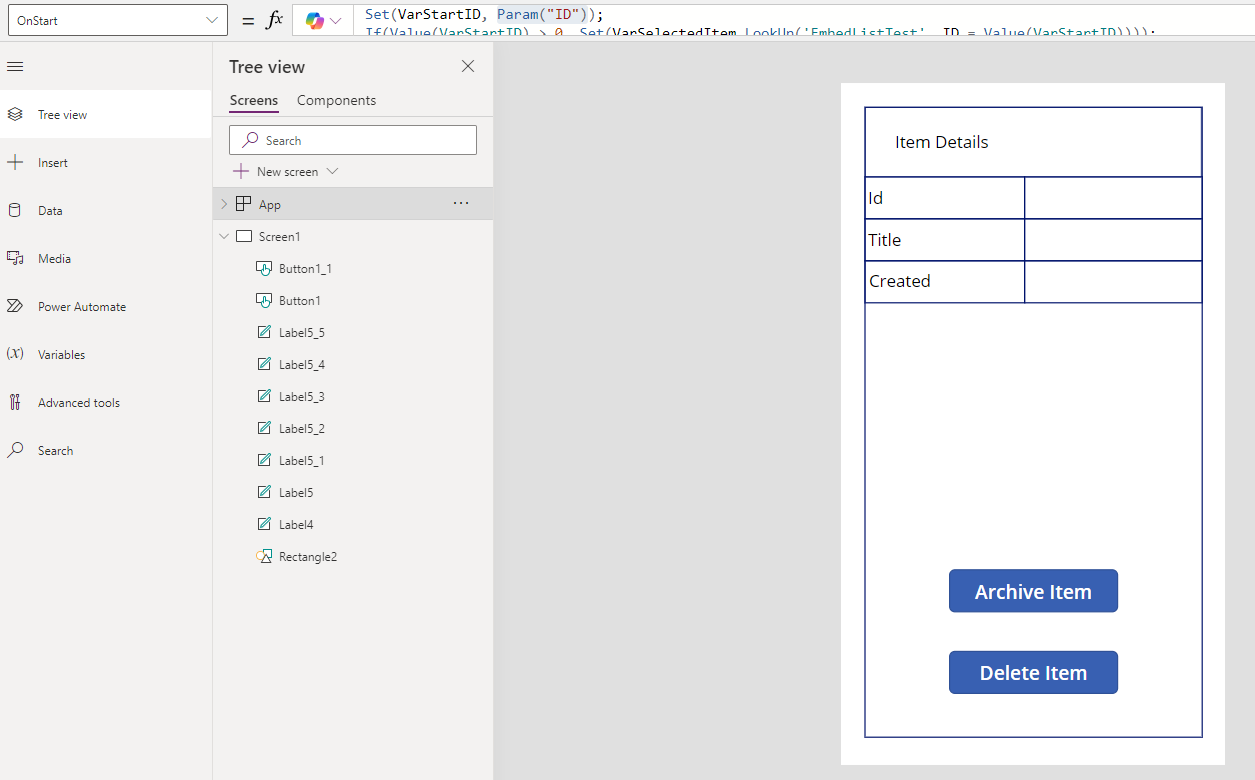 OnStart
= fx
Set(VarStartID, Param("ID"));
If(Value(VarStartID) > 0, Set(VarSelectedItem,LookUp('EmbedListTest', ID = Value(VarStartID))));
Tree view
Screens Components
Search
New screen
App ...
Screen1
Button1_1
Button1
Label5_5
Label5_4
Label5_3
Label5_2
Label5_1
Label5
Label4
Rectangle2
Tree view
Insert
Data
Media
Power Automate
(x) Variables
Advanced tools
Search
Item Details
Id
Title
Created
Archive Item
Delete Item